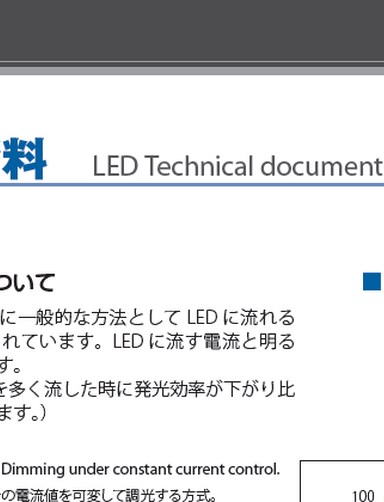 料
LED Technical document
ついて
に一般的な方法として LED に流れる
れています。LED に流す電流と明る
す。
を多く流した時に発光効率が下がり比
ます。）
Dimming under constant current control.
の電流値を可変して調光する方式。
100